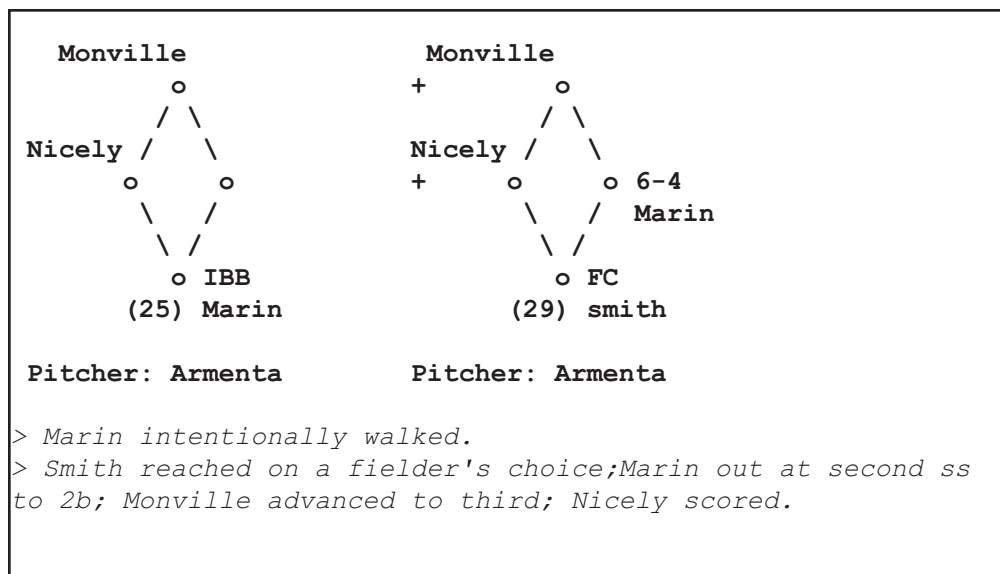 Monville Monville
o + o
/ \ / \
Nicely / \ Nicely / \
o o + o o 6-4
\ / \ / Marin
\ / \ /
o IBB o FC
(25) Marin (29) smith
Pitcher: Armenta Pitcher: Armenta
> Marin intentionally walked.
> Smith reached on a fielder's choice;Marin out at second ss
to 2b; Monville advanced to third; Nicely scored.